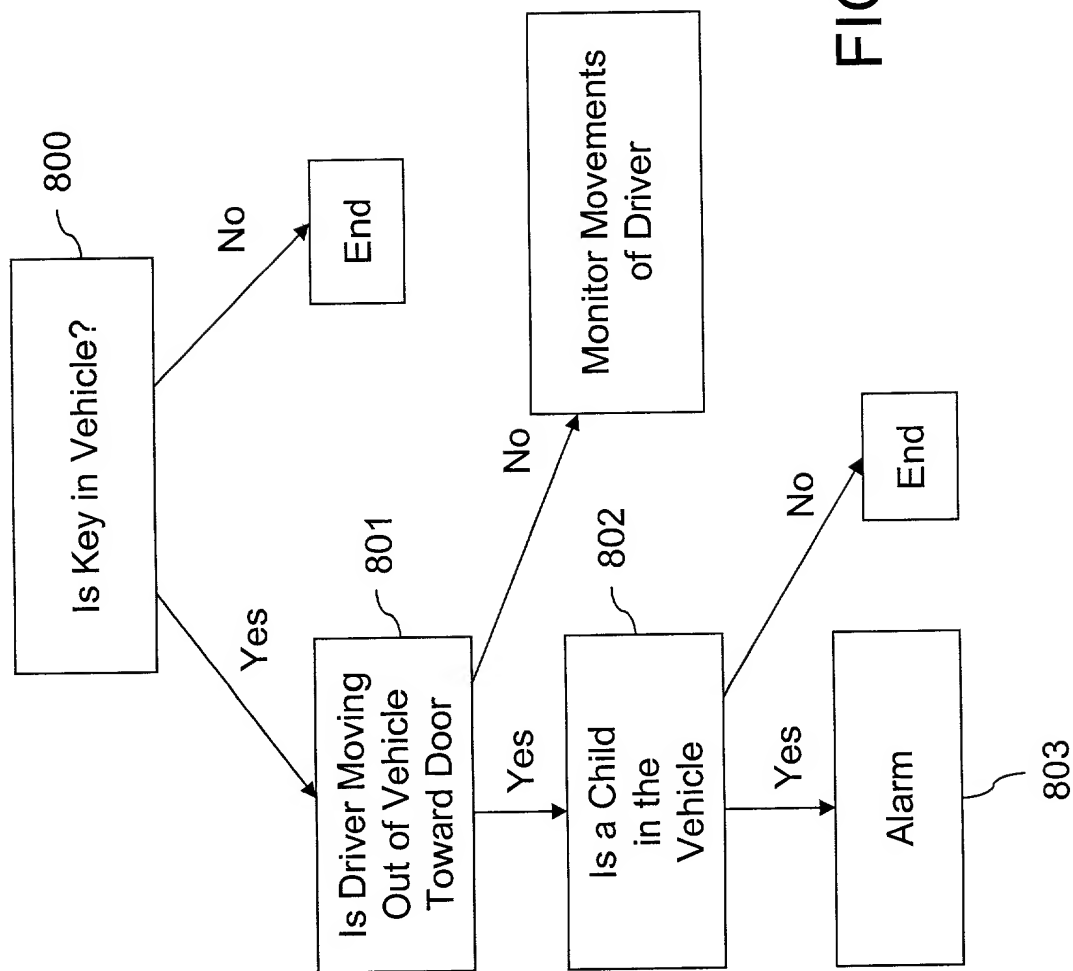 800
Is Key in Vehicle?
No
End
Yes
801
Is Driver Moving
Out of Vehicle
Toward Door
No
Monitor Movements
of Driver
Yes
802
Is a Child
in the
Vehicle
No
End
Yes
Alarm
803